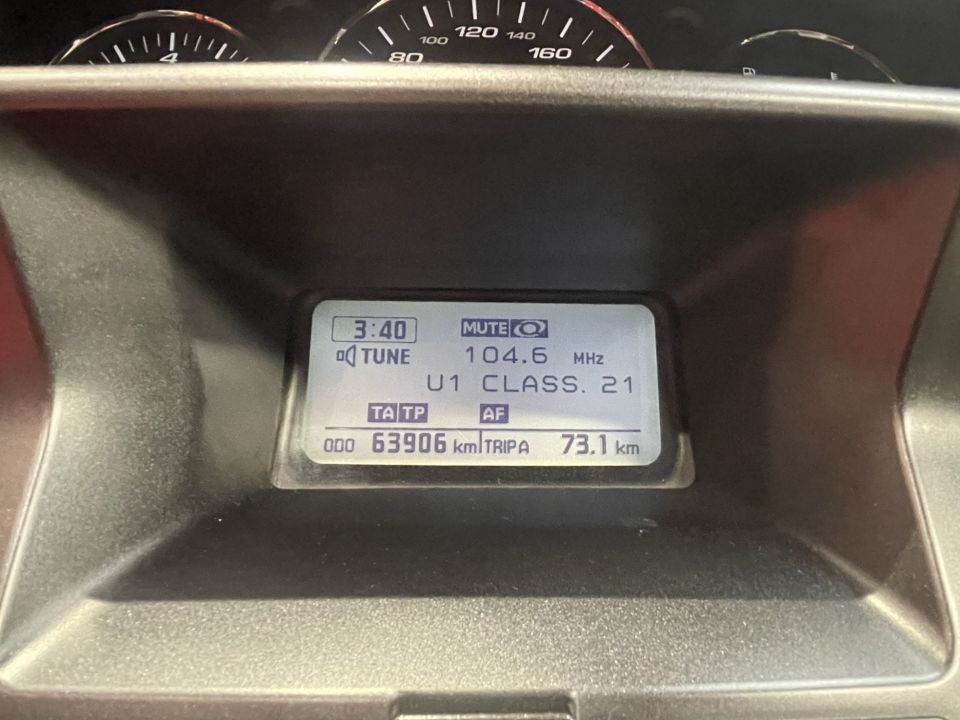 4
80 100 120 140 160
3:40 MUTE
TUNE 104.6 MHz
U1 CLASS. 21
TA TP AF
ODO 63906 km TRIP A 73.1 km